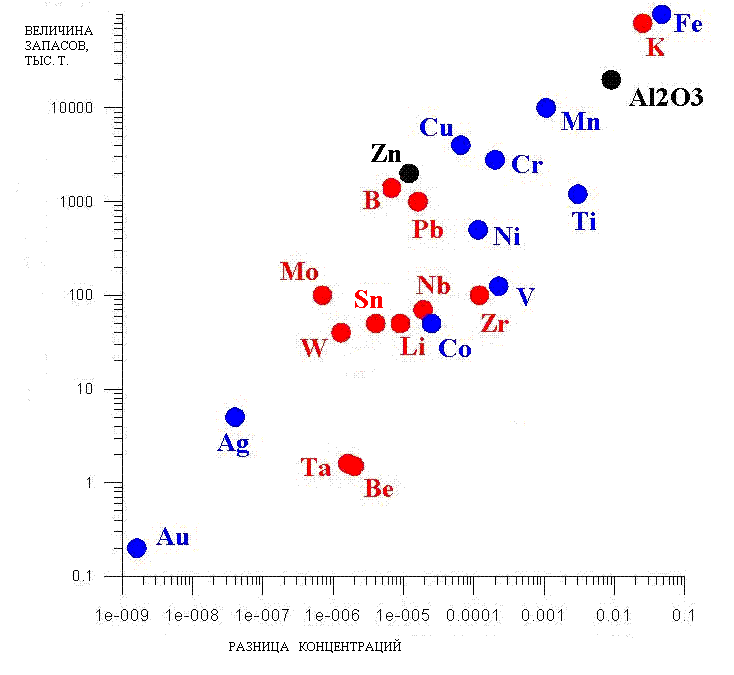 ВЕЛИЧИНА
ЗАПАСОВ,
ТЫС. Т.
Fe
K
Al2O3
10000
Mn
Cu
Cr
Zn
B
1000
Pb
Ti
Ni
Mo
100
Sn
Nb
V
Zr
W
Li
Co
10
Ag
Ta
Be
1
Au
0.1
1e-009 1e-008 1e-007 1e-006 1e-005 0.0001 0.001 0.01 0.1
РАЗНИЦА КОНЦЕНТРАЦИЙ